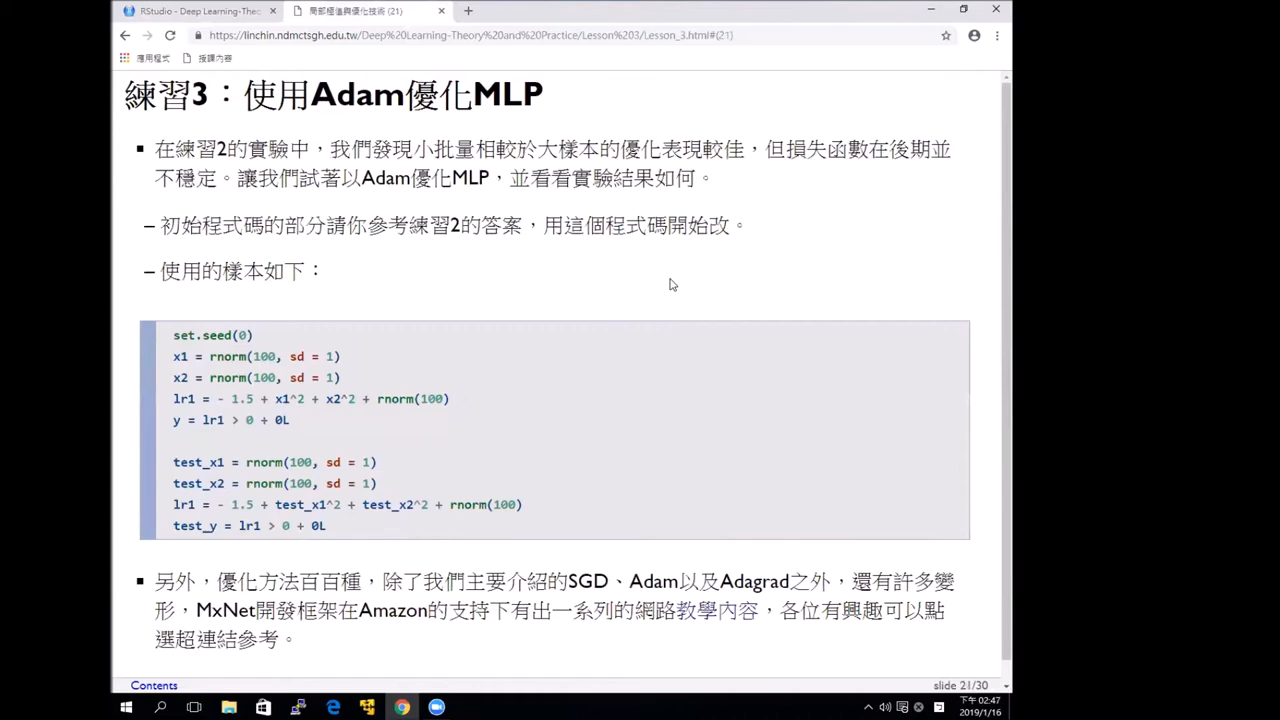 RStudio - Deep Learning-The
局部極值與優化技術 (21)
https://linchin.ndmctsgh.edu.tw/Deep%20Learning-Theory%20and%20Practice/Lesson%203/Lesson_3.html#(21)
應用程式 授課內容
練習3：使用Adam優化MLP
在練習2的實驗中，我們發現小批量相較於大樣本的優化表現較佳，但損失函數在後期並
不穩定。讓我們試著以Adam優化MLP，並看看實驗結果如何。
– 初始程式碼的部分請你參考練習2的答案，用這個程式碼開始改。
– 使用的樣本如下：
set.seed(0)
x1 = rnorm(100, sd = 1)
x2 = rnorm(100, sd = 1)
lr1 = - 1.5 + x1^2 + x2^2 + rnorm(100)
y = lr1 > 0 + 0L
test_x1 = rnorm(100, sd = 1)
test_x2 = rnorm(100, sd = 1)
lr1 = - 1.5 + test_x1^2 + test_x2^2 + rnorm(100)
test_y = lr1 > 0 + 0L
另外，優化方法百百種，除了我們主要介紹的SGD、Adam以及Adagrad之外，還有許多變
形，MxNet開發框架在Amazon的支持下有出一系列的網路教學內容，各位有興趣可以點
選超連結參考。
Contents
slide 21/30
下午 02:47
2019/1/16